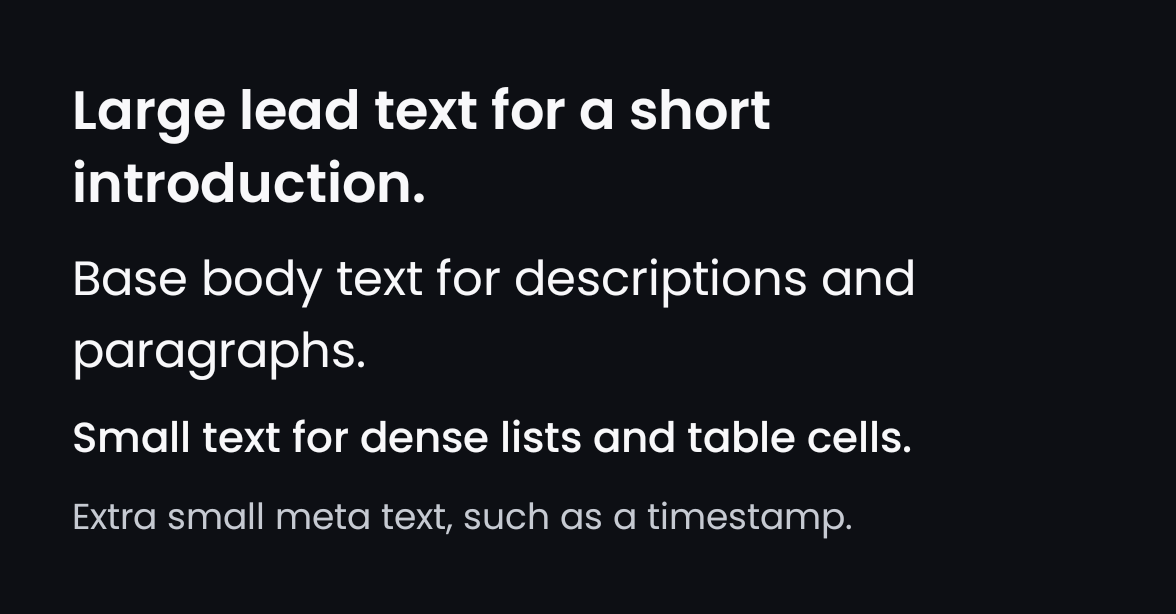 Large lead text for a short
introduction.
Base body text for descriptions and
paragraphs.
Small text for dense lists and table cells.
Extra small meta text, such as a timestamp.